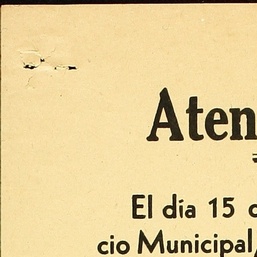 Aten
El día 15 d
cio Municipal,